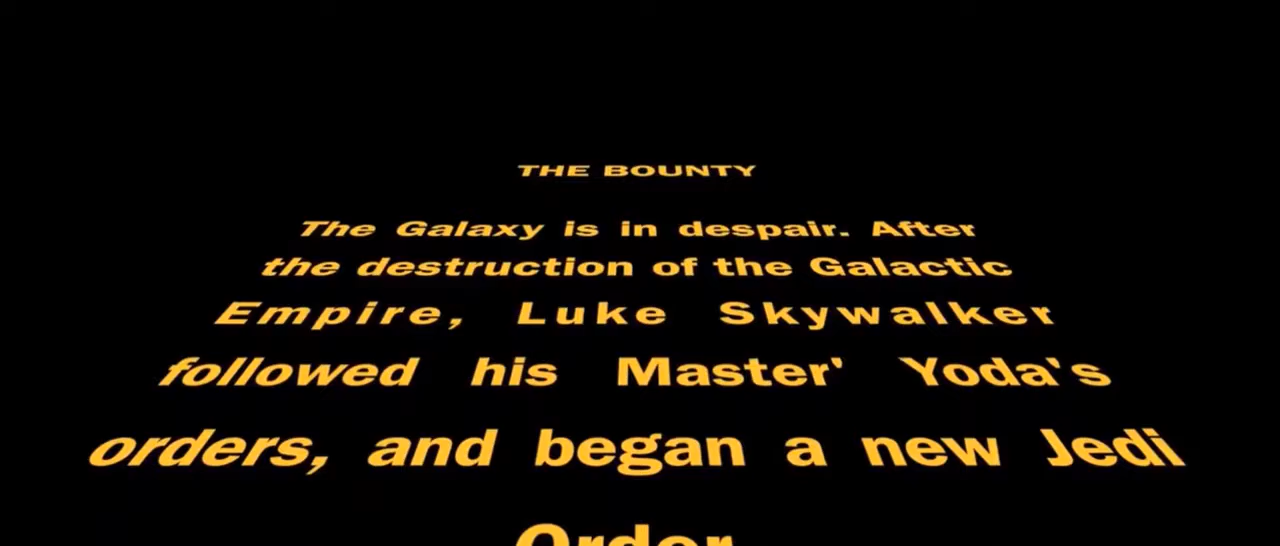 THE BOUNTY
The Galaxy is in despair. After
the destruction of the Galactic
Empire, Luke Skywalker
followed his Master' Yoda's
orders, and began a new Jedi
Order